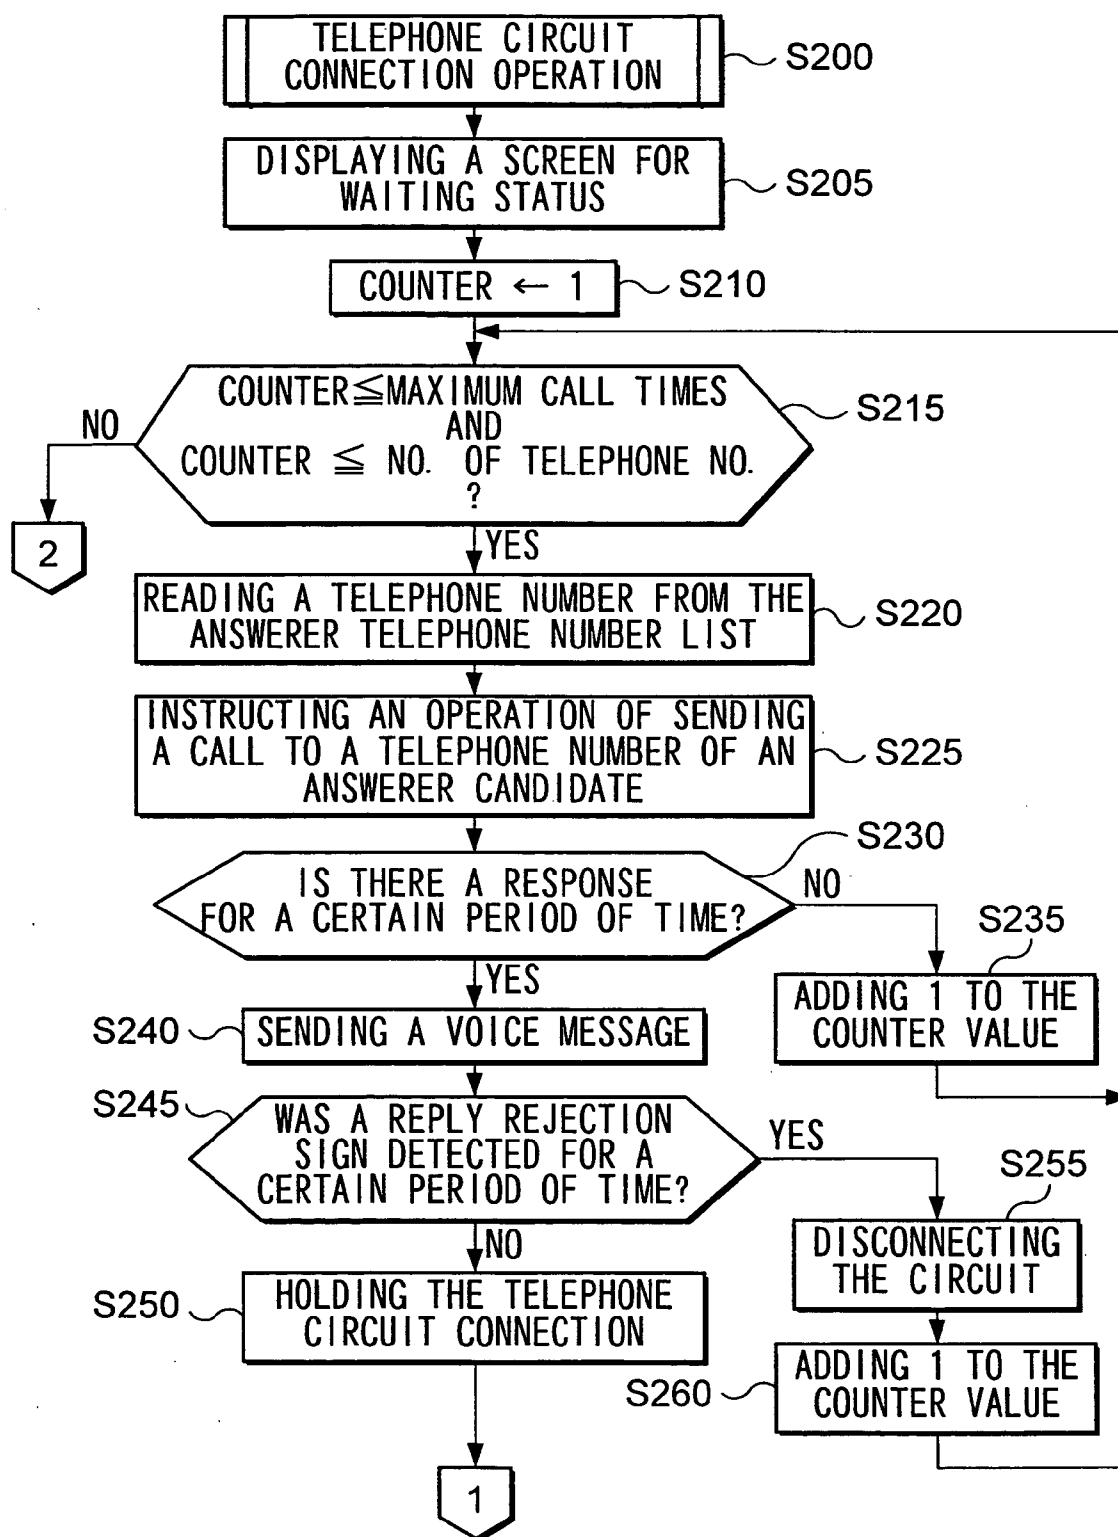 TELEPHONE CIRCUIT
CONNECTION OPERATION
S200
DISPLAYING A SCREEN FOR
WAITING STATUS
S205
COUNTER ← 1
S210
COUNTER≦MAXIMUM CALL TIMES
AND
COUNTER ≦ NO. OF TELEPHONE NO.
?
S215
NO
2
YES
READING A TELEPHONE NUMBER FROM THE
ANSWERER TELEPHONE NUMBER LIST
S220
INSTRUCTING AN OPERATION OF SENDING
A CALL TO A TELEPHONE NUMBER OF AN
ANSWERER CANDIDATE
S225
S230
IS THERE A RESPONSE
FOR A CERTAIN PERIOD OF TIME?
NO
S235
ADDING 1 TO THE
COUNTER VALUE
YES
S240
SENDING A VOICE MESSAGE
S245
WAS A REPLY REJECTION
SIGN DETECTED FOR A
CERTAIN PERIOD OF TIME?
YES
S255
DISCONNECTING
THE CIRCUIT
NO
S250
HOLDING THE TELEPHONE
CIRCUIT CONNECTION
S260
ADDING 1 TO THE
COUNTER VALUE
1